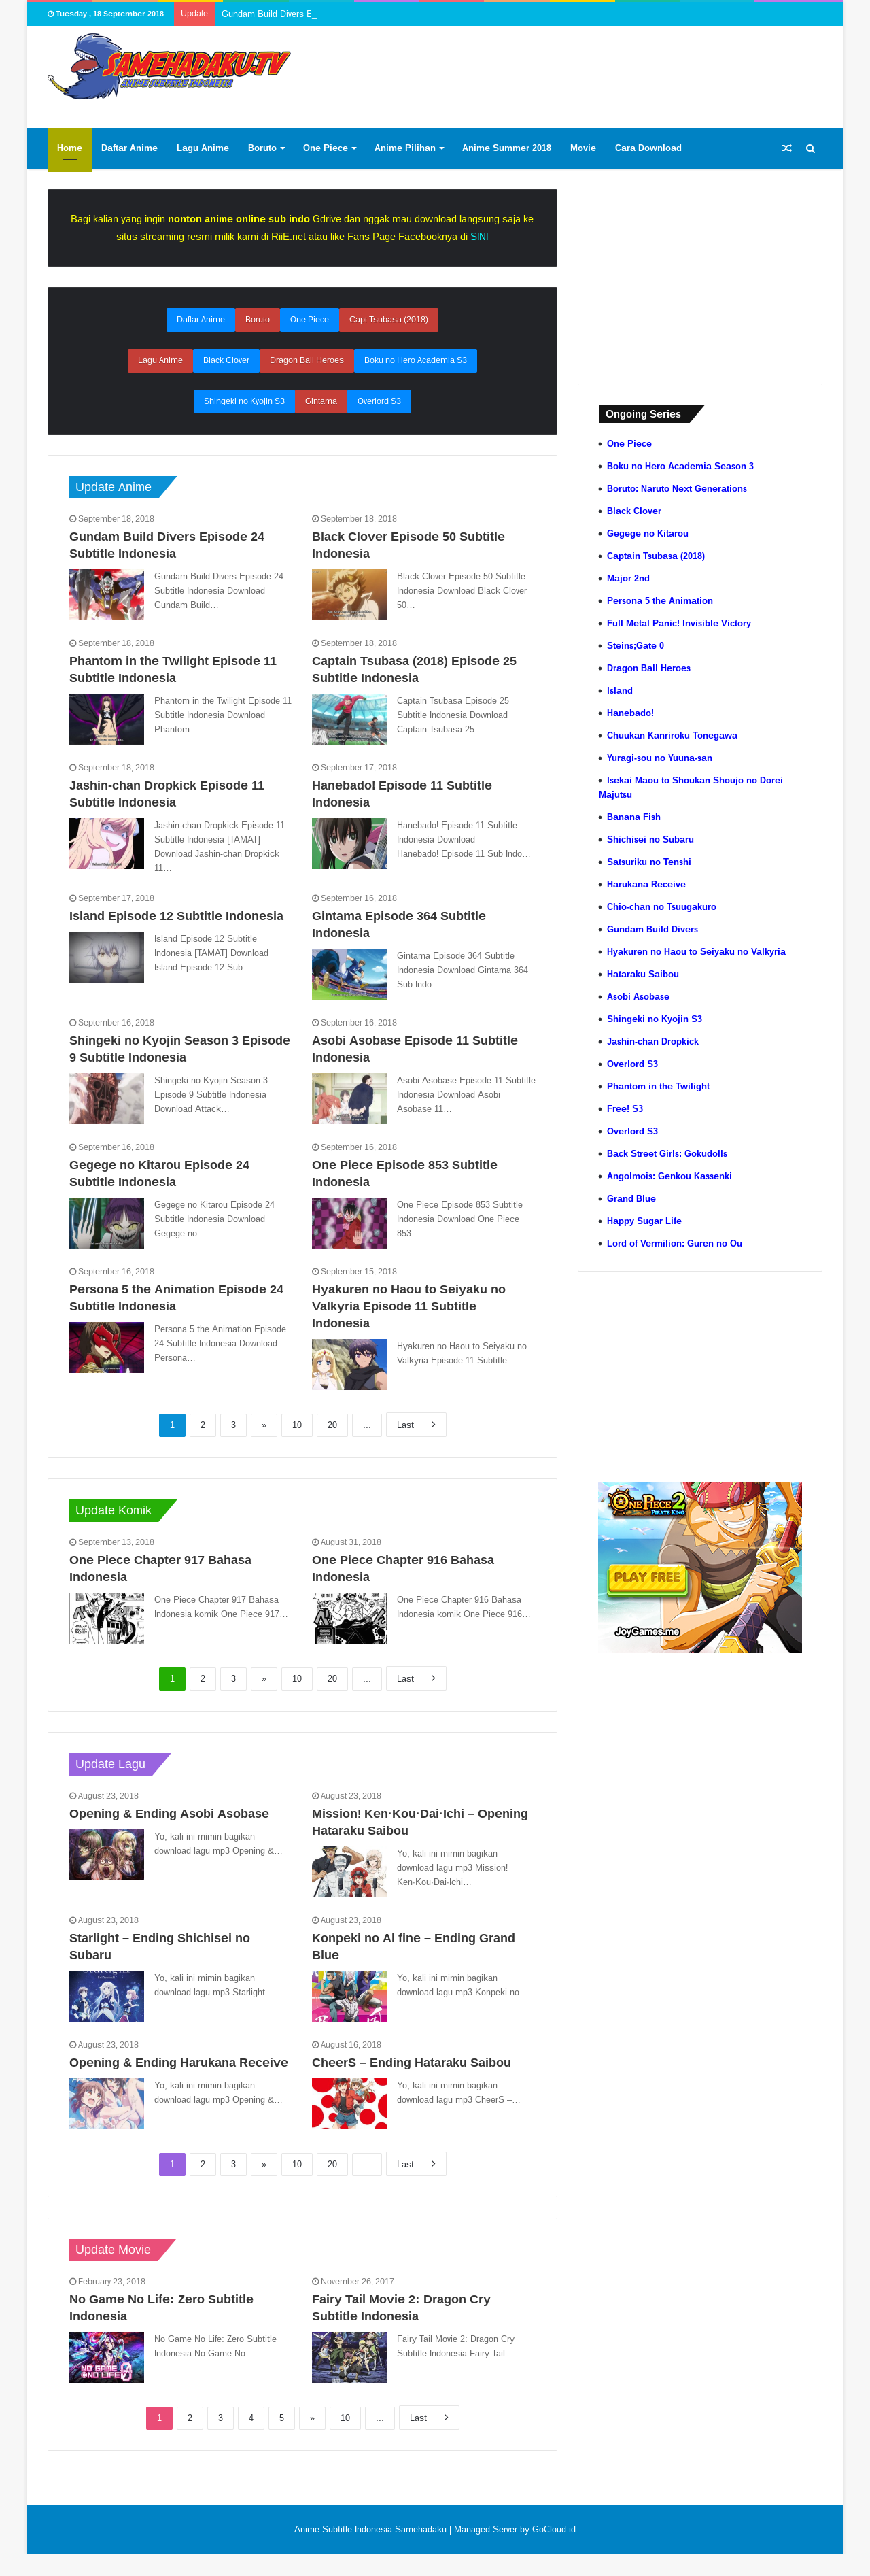 Tuesday , 18 September 2018
Update
Gundam Build Divers E_
SAMEHADAKU.TV
ANIME SUBTITLE INDONESIA
Home
Daftar Anime
Lagu Anime
Boruto
One Piece
Anime Pilihan
Anime Summer 2018
Movie
Cara Download
Bagi kalian yang ingin nonton anime online sub indo Gdrive dan nggak mau download langsung saja ke
situs streaming resmi milik kami di RiiE.net atau like Fans Page Facebooknya di SINI
Daftar Anime
Boruto
One Piece
Capt Tsubasa (2018)
Lagu Anime
Black Clover
Dragon Ball Heroes
Boku no Hero Academia S3
Shingeki no Kyojin S3
Gintama
Overlord S3
Update Anime
September 18, 2018
Gundam Build Divers Episode 24
Subtitle Indonesia
Gundam Build Divers Episode 24
Subtitle Indonesia Download
Gundam Build…
September 18, 2018
Black Clover Episode 50 Subtitle
Indonesia
Black Clover Episode 50 Subtitle
Indonesia Download Black Clover
50…
September 18, 2018
Phantom in the Twilight Episode 11
Subtitle Indonesia
Phantom in the Twilight Episode 11
Subtitle Indonesia Download
Phantom…
September 18, 2018
Captain Tsubasa (2018) Episode 25
Subtitle Indonesia
Captain Tsubasa Episode 25
Subtitle Indonesia Download
Captain Tsubasa 25…
September 18, 2018
Jashin-chan Dropkick Episode 11
Subtitle Indonesia
Jashin-chan Dropkick Episode 11
Subtitle Indonesia [TAMAT]
Download Jashin-chan Dropkick
11…
September 17, 2018
Hanebado! Episode 11 Subtitle
Indonesia
Hanebado! Episode 11 Subtitle
Indonesia Download
Hanebado! Episode 11 Sub Indo…
September 17, 2018
Island Episode 12 Subtitle Indonesia
Island Episode 12 Subtitle
Indonesia [TAMAT] Download
Island Episode 12 Sub…
September 16, 2018
Gintama Episode 364 Subtitle
Indonesia
Gintama Episode 364 Subtitle
Indonesia Download Gintama 364
Sub Indo…
September 16, 2018
Shingeki no Kyojin Season 3 Episode
9 Subtitle Indonesia
Shingeki no Kyojin Season 3
Episode 9 Subtitle Indonesia
Download Attack…
September 16, 2018
Asobi Asobase Episode 11 Subtitle
Indonesia
Asobi Asobase Episode 11 Subtitle
Indonesia Download Asobi
Asobase 11…
September 16, 2018
Gegege no Kitarou Episode 24
Subtitle Indonesia
Gegege no Kitarou Episode 24
Subtitle Indonesia Download
Gegege no…
September 16, 2018
One Piece Episode 853 Subtitle
Indonesia
One Piece Episode 853 Subtitle
Indonesia Download One Piece
853…
September 16, 2018
Persona 5 the Animation Episode 24
Subtitle Indonesia
Persona 5 the Animation Episode
24 Subtitle Indonesia Download
Persona…
September 15, 2018
Hyakuren no Haou to Seiyaku no
Valkyria Episode 11 Subtitle
Indonesia
Hyakuren no Haou to Seiyaku no
Valkyria Episode 11 Subtitle…
1 2 3 » 10 20 ... Last
Update Komik
September 13, 2018
One Piece Chapter 917 Bahasa
Indonesia
One Piece Chapter 917 Bahasa
Indonesia komik One Piece 917…
August 31, 2018
One Piece Chapter 916 Bahasa
Indonesia
One Piece Chapter 916 Bahasa
Indonesia komik One Piece 916…
1 2 3 » 10 20 ... Last
Update Lagu
August 23, 2018
Opening & Ending Asobi Asobase
Yo, kali ini mimin bagikan
download lagu mp3 Opening &…
August 23, 2018
Mission! Ken·Kou·Dai·Ichi – Opening
Hataraku Saibou
Yo, kali ini mimin bagikan
download lagu mp3 Mission!
Ken·Kou·Dai·Ichi…
August 23, 2018
Starlight – Ending Shichisei no
Subaru
Yo, kali ini mimin bagikan
download lagu mp3 Starlight –…
August 23, 2018
Konpeki no Al fine – Ending Grand
Blue
Yo, kali ini mimin bagikan
download lagu mp3 Konpeki no…
August 23, 2018
Opening & Ending Harukana Receive
Yo, kali ini mimin bagikan
download lagu mp3 Opening &…
August 16, 2018
CheerS – Ending Hataraku Saibou
Yo, kali ini mimin bagikan
download lagu mp3 CheerS –…
1 2 3 » 10 20 ... Last
Update Movie
February 23, 2018
No Game No Life: Zero Subtitle
Indonesia
No Game No Life: Zero Subtitle
Indonesia No Game No…
NO GAME
NO LIFE
November 26, 2017
Fairy Tail Movie 2: Dragon Cry
Subtitle Indonesia
Fairy Tail Movie 2: Dragon Cry
Subtitle Indonesia Fairy Tail…
1 2 3 4 5 » 10 ... Last
Ongoing Series
One Piece
Boku no Hero Academia Season 3
Boruto: Naruto Next Generations
Black Clover
Gegege no Kitarou
Captain Tsubasa (2018)
Major 2nd
Persona 5 the Animation
Full Metal Panic! Invisible Victory
Steins;Gate 0
Dragon Ball Heroes
Island
Hanebado!
Chuukan Kanriroku Tonegawa
Yuragi-sou no Yuuna-san
Isekai Maou to Shoukan Shoujo no Dorei
Majutsu
Banana Fish
Shichisei no Subaru
Satsuriku no Tenshi
Harukana Receive
Chio-chan no Tsuugakuro
Gundam Build Divers
Hyakuren no Haou to Seiyaku no Valkyria
Hataraku Saibou
Asobi Asobase
Shingeki no Kyojin S3
Jashin-chan Dropkick
Overlord S3
Phantom in the Twilight
Free! S3
Overlord S3
Back Street Girls: Gokudolls
Angolmois: Genkou Kassenki
Grand Blue
Happy Sugar Life
Lord of Vermilion: Guren no Ou
ONE PIECE 2
PIRATE KING
PLAY FREE
JoyGames.me
Anime Subtitle Indonesia Samehadaku | Managed Server by GoCloud.id